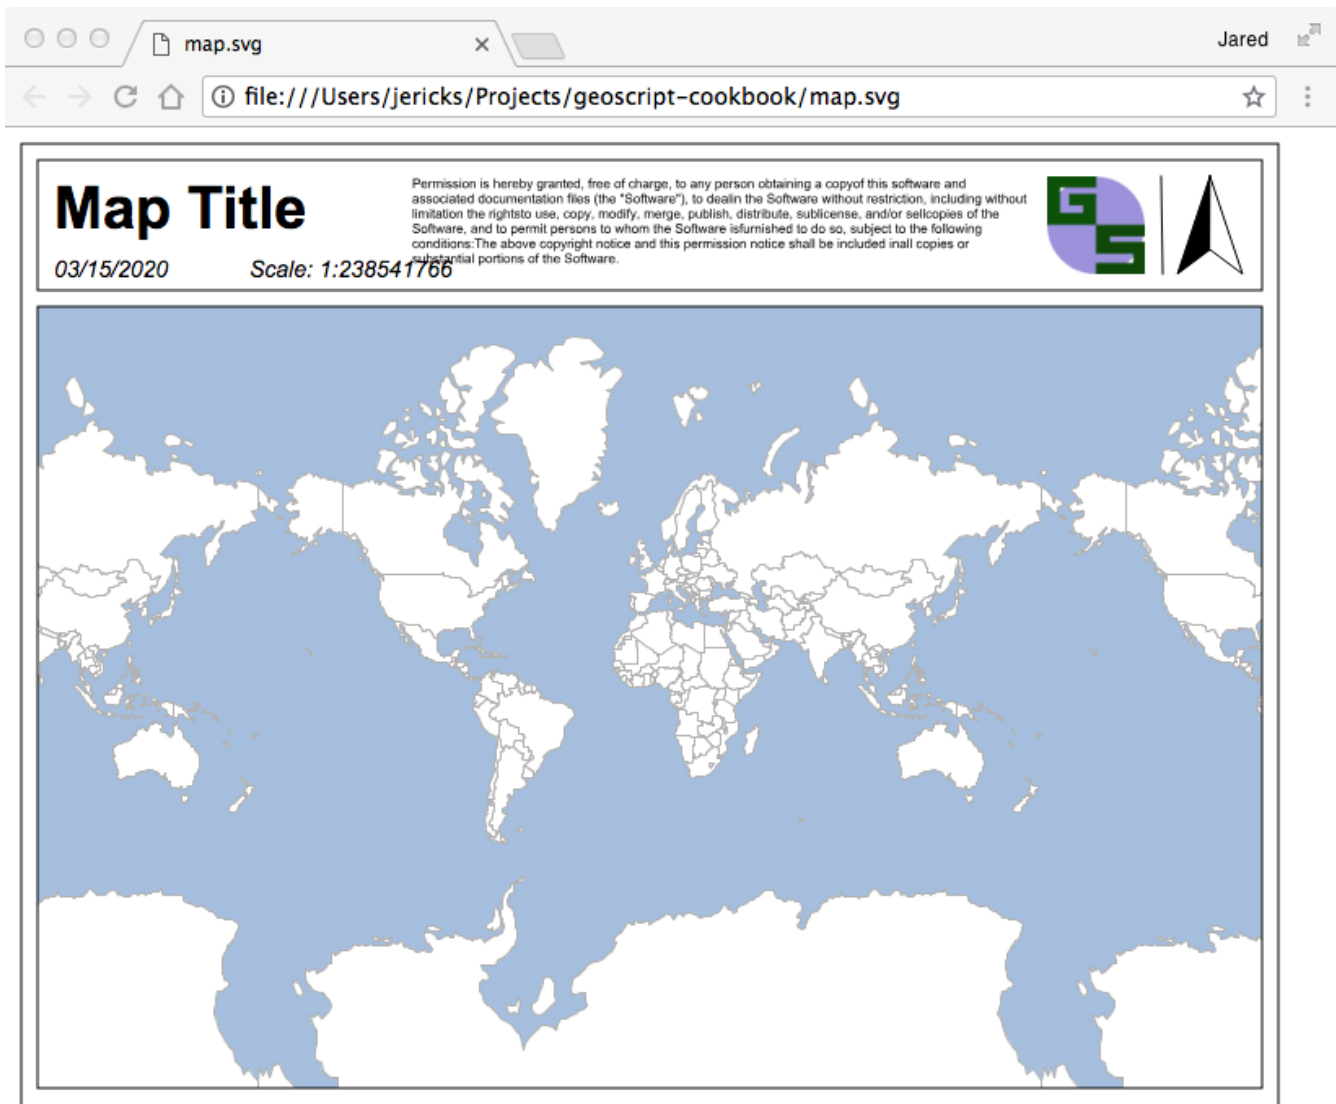 map.svg
Jared
file:///Users/jericks/Projects/geoscript-cookbook/map.svg
Map Title
Permission is hereby granted, free of charge, to any person obtaining a copyof this software and
associated documentation files (the "Software"), to dealin the Software without restriction, including without
limitation the rightsto use, copy, modify, merge, publish, distribute, sublicense, and/or sellcopies of the
Software, and to permit persons to whom the Software isfurnished to do so, subject to the following
conditions:The above copyright notice and this permission notice shall be included inall copies or
substantial portions of the Software.
03/15/2020
Scale: 1:238541766
GS